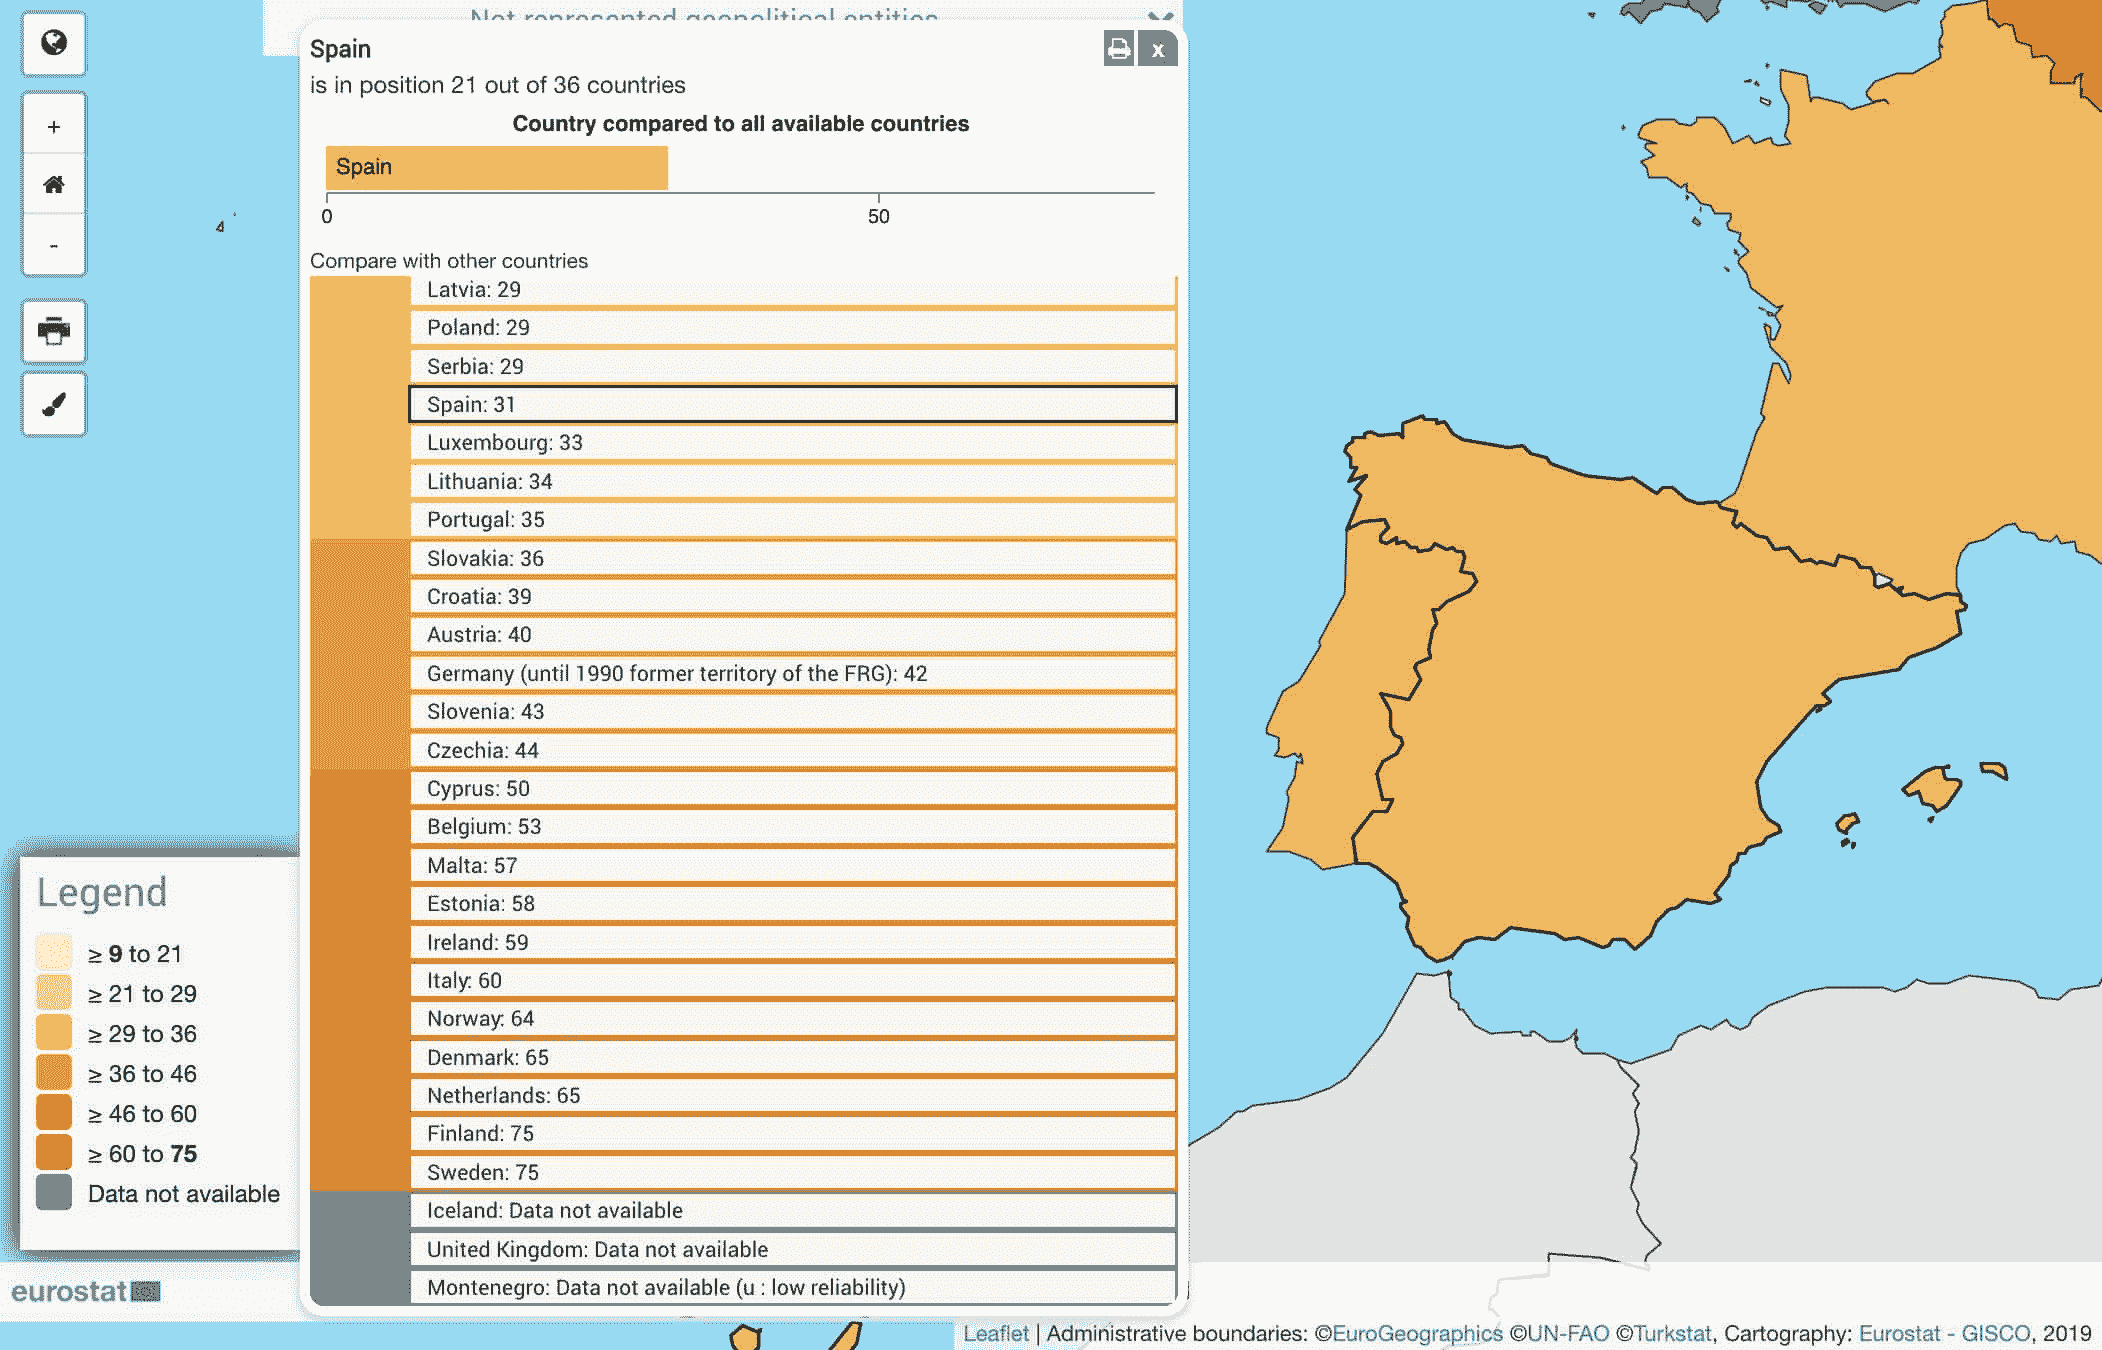 Not represented geopolitical entities
Spain
x
is in position 21 out of 36 countries
Country compared to all available countries
Spain
0
50
Compare with other countries
Latvia: 29
Poland: 29
Serbia: 29
Spain: 31
Luxembourg: 33
Lithuania: 34
Portugal: 35
Slovakia: 36
Croatia: 39
Austria: 40
Germany (until 1990 former territory of the FRG): 42
Slovenia: 43
Czechia: 44
Cyprus: 50
Belgium: 53
Malta: 57
Estonia: 58
Ireland: 59
Italy: 60
Norway: 64
Denmark: 65
Netherlands: 65
Finland: 75
Sweden: 75
Iceland: Data not available
United Kingdom: Data not available
Montenegro: Data not available (u : low reliability)
+
-
Legend
≥ 9 to 21
≥ 21 to 29
≥ 29 to 36
≥ 36 to 46
≥ 46 to 60
≥ 60 to 75
Data not available
eurostat
Leaflet | Administrative boundaries: ©EuroGeographics ©UN-FAO ©Turkstat, Cartography: Eurostat - GISCO, 2019